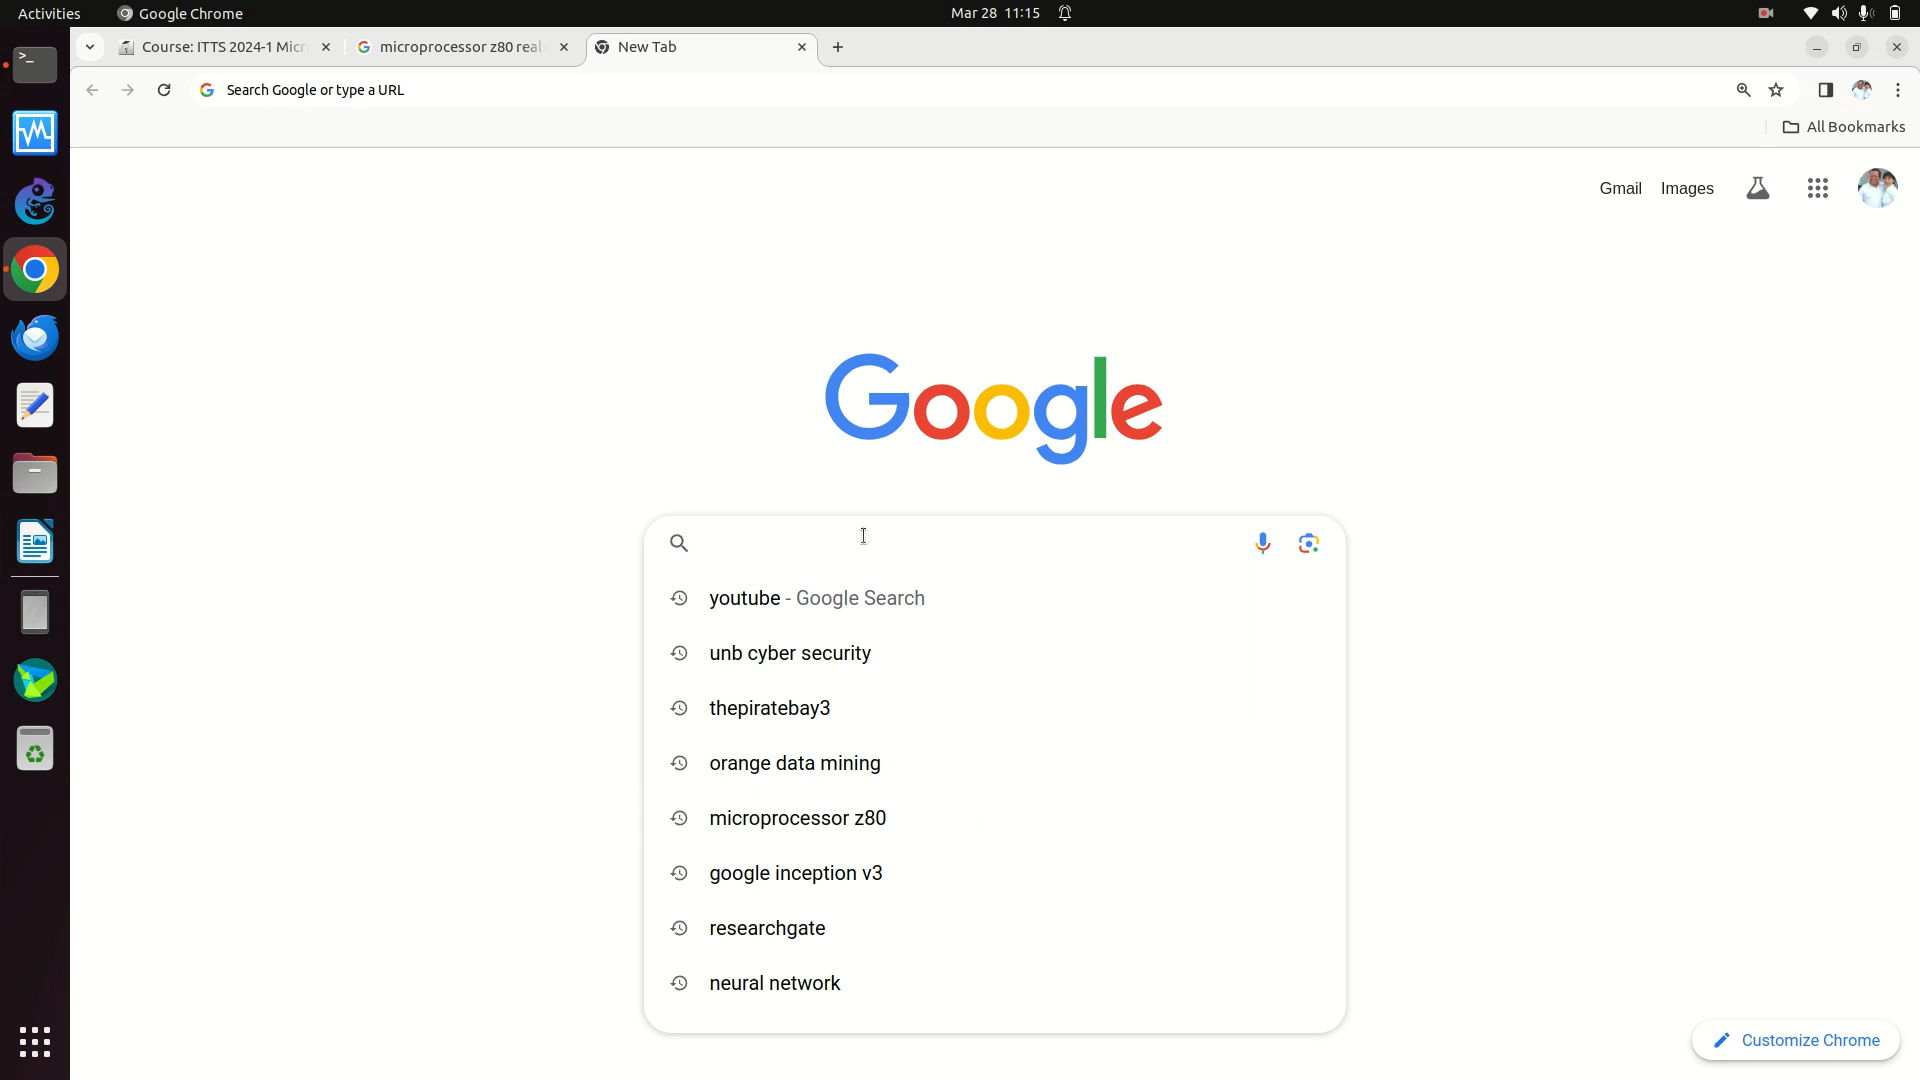 Activities Google Chrome Mar 28 11:15
Course: ITTS 2024-1 Micr microprocessor z80 real New Tab
Search Google or type a URL
All Bookmarks
Gmail Images
Google
youtube - Google Search
unb cyber security
thepiratebay3
orange data mining
microprocessor z80
google inception v3
researchgate
neural network
Customize Chrome